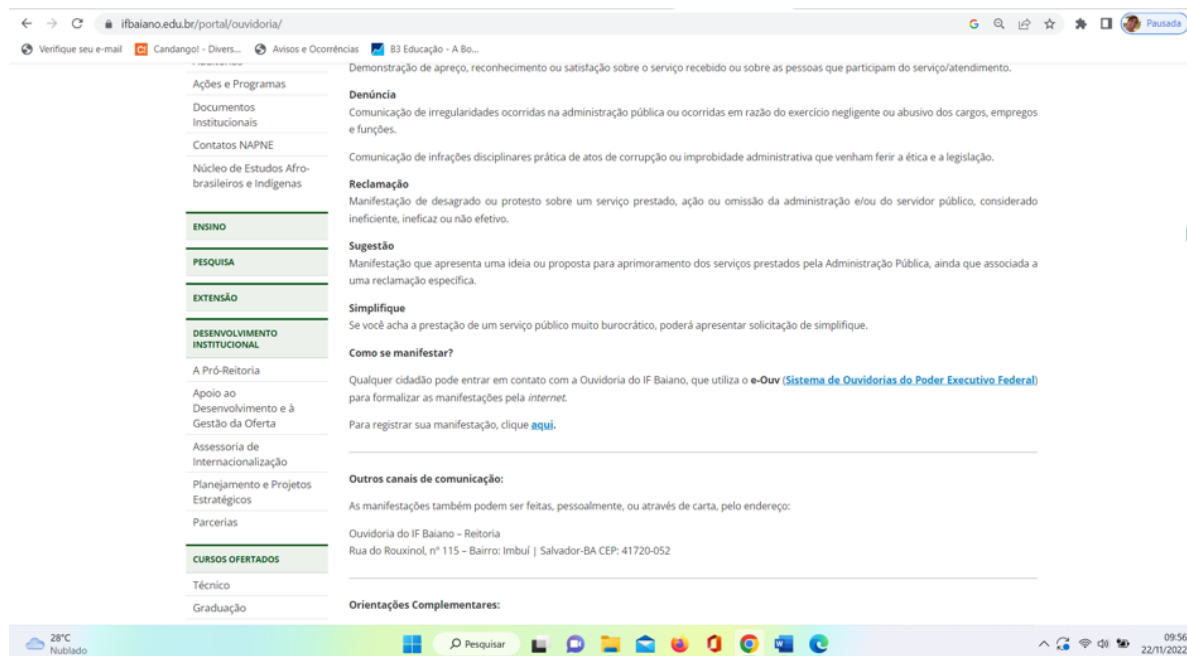 ifbaiano.edu.br/portal/ouvidoria/
Pausada
Verifique seu e-mail
Candango! - Divers...
Avisos e Ocorrências
B3 Educação - A Bo...
Ações e Programas
Documentos
Institucionais
Contatos NAPNE
Núcleo de Estudos Afro-
brasileiros e Indígenas
ENSINO
PESQUISA
EXTENSÃO
DESENVOLVIMENTO
INSTITUCIONAL
A Pró-Reitoria
Apoio ao
Desenvolvimento e à
Gestão da Oferta
Assessoria de
Internacionalização
Planejamento e Projetos
Estratégicos
Parcerias
CURSOS OFERTADOS
Técnico
Graduação
Demonstração de apreço, reconhecimento ou satisfação sobre o serviço recebido ou sobre as pessoas que participam do serviço/atendimento.
Denúncia
Comunicação de irregularidades ocorridas na administração pública ou ocorridas em razão do exercício negligente ou abusivo dos cargos, empregos
e funções.
Comunicação de infrações disciplinares prática de atos de corrupção ou improbidade administrativa que venham ferir a ética e a legislação.
Reclamação
Manifestação de desagrado ou protesto sobre um serviço prestado, ação ou omissão da administração e/ou do servidor público, considerado
ineficiente, ineficaz ou não efetivo.
Sugestão
Manifestação que apresenta uma ideia ou proposta para aprimoramento dos serviços prestados pela Administração Pública, ainda que associada a
uma reclamação específica.
Simplifique
Se você acha a prestação de um serviço público muito burocrático, poderá apresentar solicitação de simplifique.
Como se manifestar?
Qualquer cidadão pode entrar em contato com a Ouvidoria do IF Baiano, que utiliza o e-Ouv (Sistema de Ouvidorias do Poder Executivo Federal)
para formalizar as manifestações pela internet.
Para registrar sua manifestação, clique aqui.
Outros canais de comunicação:
As manifestações também podem ser feitas, pessoalmente, ou através de carta, pelo endereço:
Ouvidoria do IF Baiano – Reitoria
Rua do Rouxinol, nº 115 – Bairro: Imbuí | Salvador-BA CEP: 41720-052
Orientações Complementares:
28°C
Nublado
Pesquisar
09:56
22/11/2022